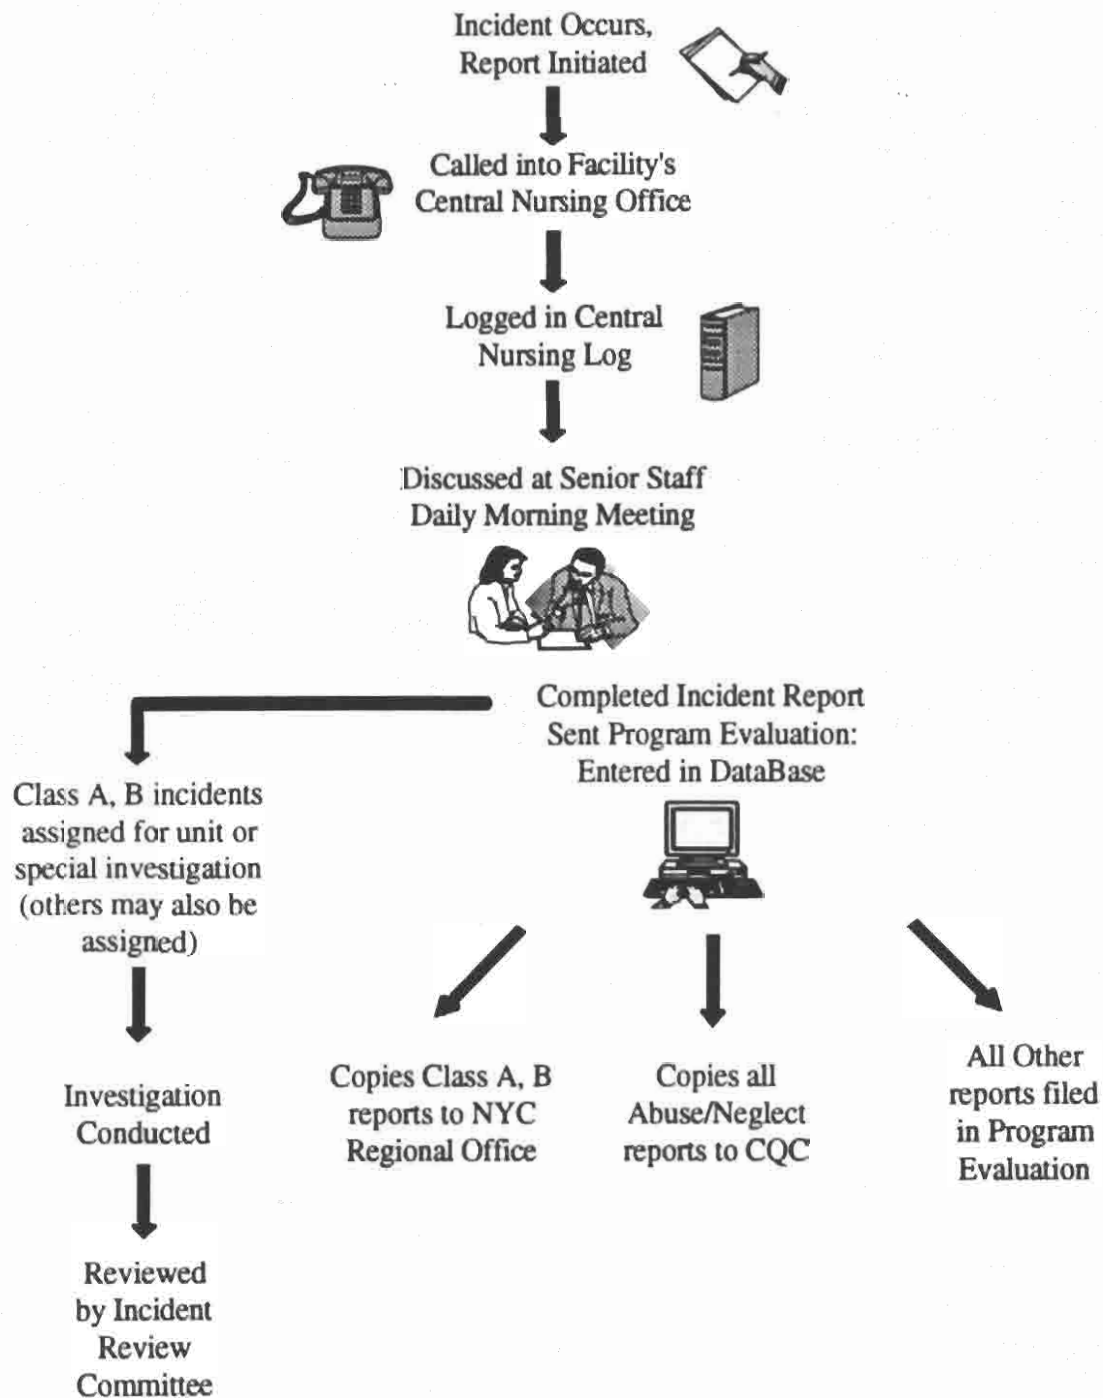 Incident Occurs,
Report Initiated
Called into Facility's
Central Nursing Office
Logged in Central
Nursing Log
Discussed at Senior Staff
Daily Morning Meeting
Completed Incident Report
Sent Program Evaluation:
Entered in DataBase
Class A, B incidents
assigned for unit or
special investigation
(others may also be
assigned)
Investigation
Conducted
Reviewed
by Incident
Review
Committee
Copies Class A, B
reports to NYC
Regional Office
Copies all
Abuse/Neglect
reports to CQC
All Other
reports filed
in Program
Evaluation